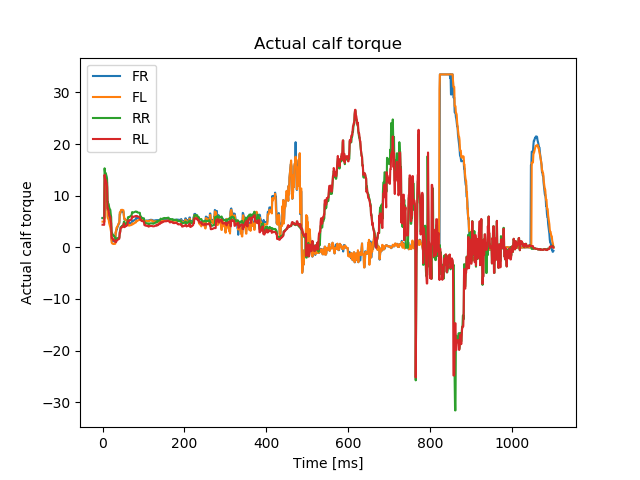 Actual calf torque
FR
FL
RR
RL
Actual calf torque
30
20
10
0
−10
−20
−30
0
200
400
600
800
1000
Time [ms]